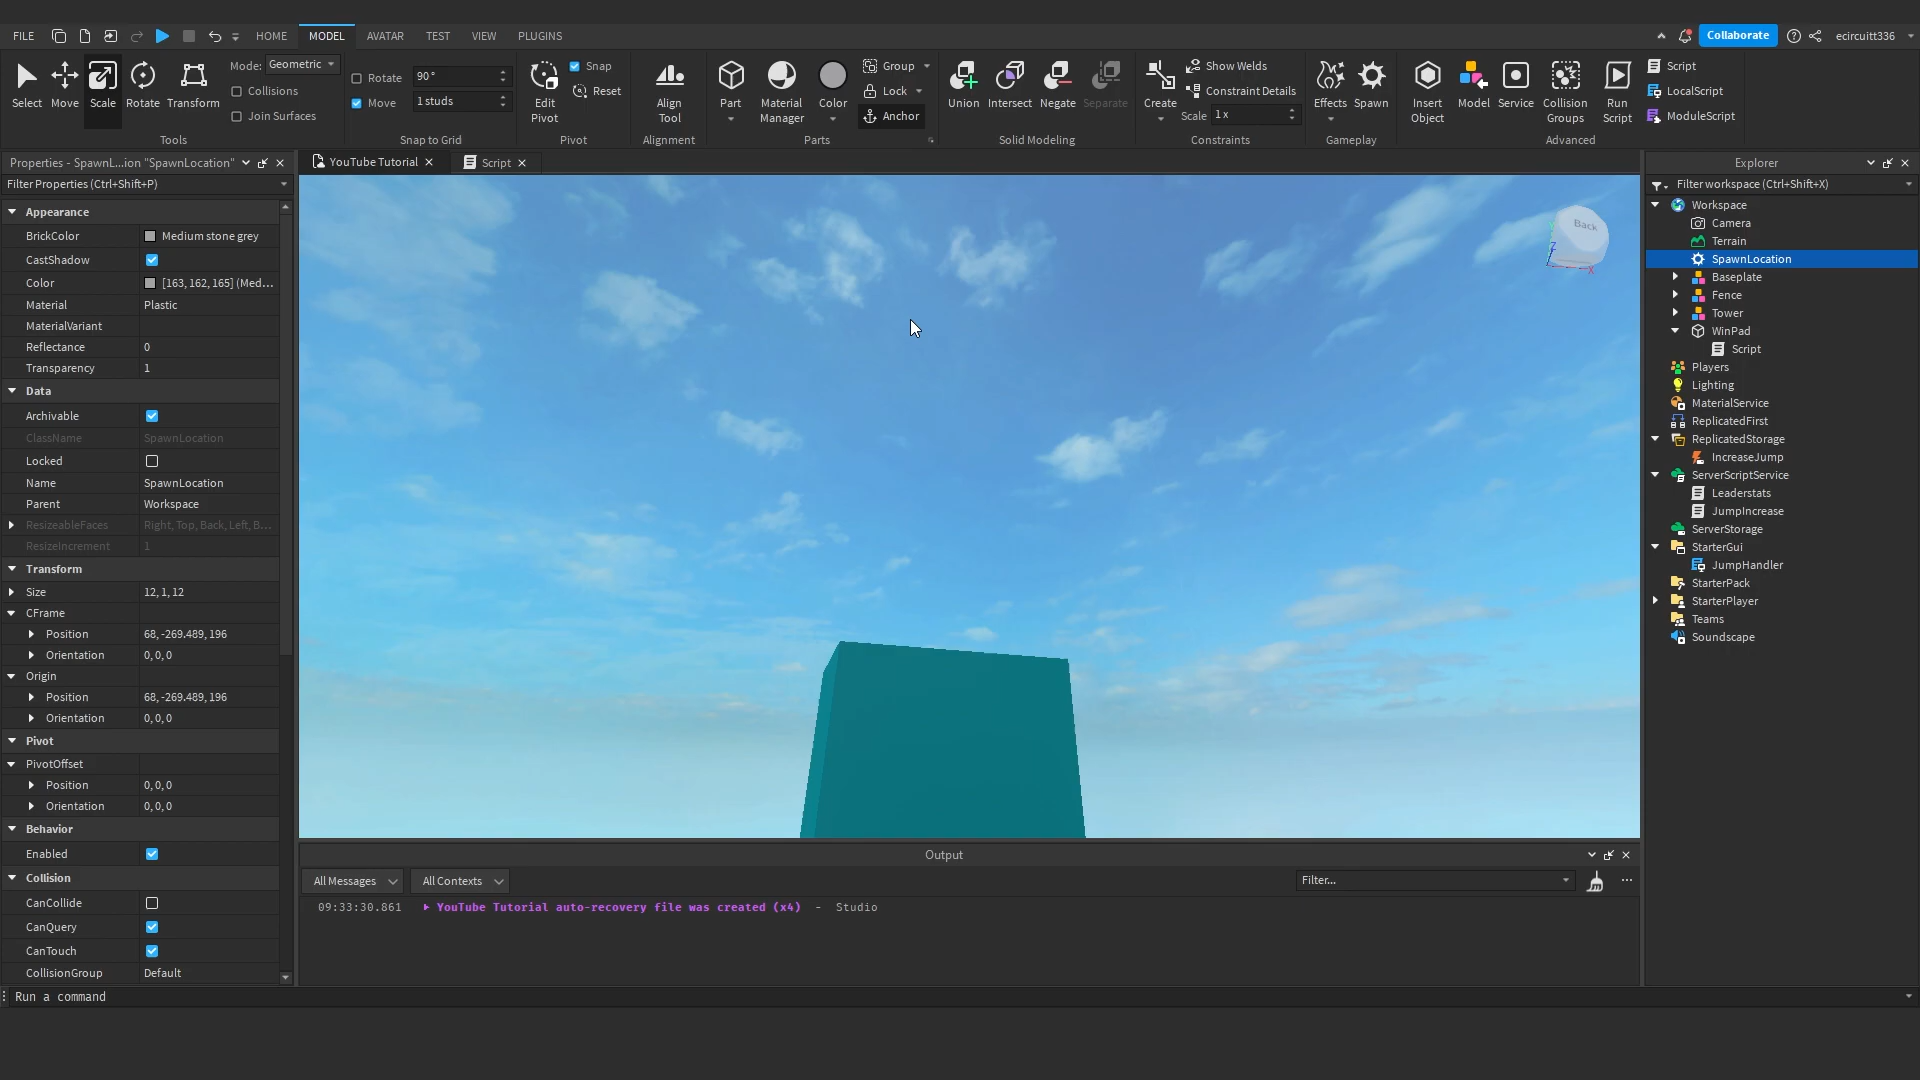 FILE HOME MODEL AVATAR TEST VIEW PLUGINS Collaborate ecircuitt336
Select Move Scale Rotate Transform
Mode: Geometric
Collisions
Join Surfaces
Tools
Rotate 90°
Move 1 studs
Snap to Grid
Edit Pivot
Snap
Reset
Pivot
Align Tool
Alignment
Part Material Manager Color
Group
Lock
Anchor
Parts
Union Intersect Negate Separate
Solid Modeling
Create
Show Welds
Constraint Details
Scale 1 x
Constraints
Effects Spawn
Gameplay
Insert Object Model Service Collision Groups Run Script
Script
LocalScript
ModuleScript
Advanced
Properties - SpawnL...ion "SpawnLocation"
Filter Properties (Ctrl+Shift+P)
Appearance
BrickColor Medium stone grey
CastShadow
Color [163, 162, 165] (Med...
Material Plastic
MaterialVariant
Reflectance 0
Transparency 1
Data
Archivable
ClassName SpawnLocation
Locked
Name SpawnLocation
Parent Workspace
ResizeableFaces Right, Top, Back, Left, B...
ResizeIncrement 1
Transform
Size 12, 1, 12
CFrame
Position 68, -269.489, 196
Orientation 0, 0, 0
Origin
Position 68, -269.489, 196
Orientation 0, 0, 0
Pivot
PivotOffset
Position 0, 0, 0
Orientation 0, 0, 0
Behavior
Enabled
Collision
CanCollide
CanQuery
CanTouch
CollisionGroup Default
YouTube Tutorial Script
Back
Y
Z
X
Output
All Messages All Contexts Filter...
09:33:30.861 YouTube Tutorial auto-recovery file was created (x4) - Studio
Explorer
Filter workspace (Ctrl+Shift+X)
Workspace
Camera
Terrain
SpawnLocation
Baseplate
Fence
Tower
WinPad
Script
Players
Lighting
MaterialService
ReplicatedFirst
ReplicatedStorage
IncreaseJump
ServerScriptService
Leaderstats
JumpIncrease
ServerStorage
StarterGui
JumpHandler
StarterPack
StarterPlayer
Teams
Soundscape
Run a command